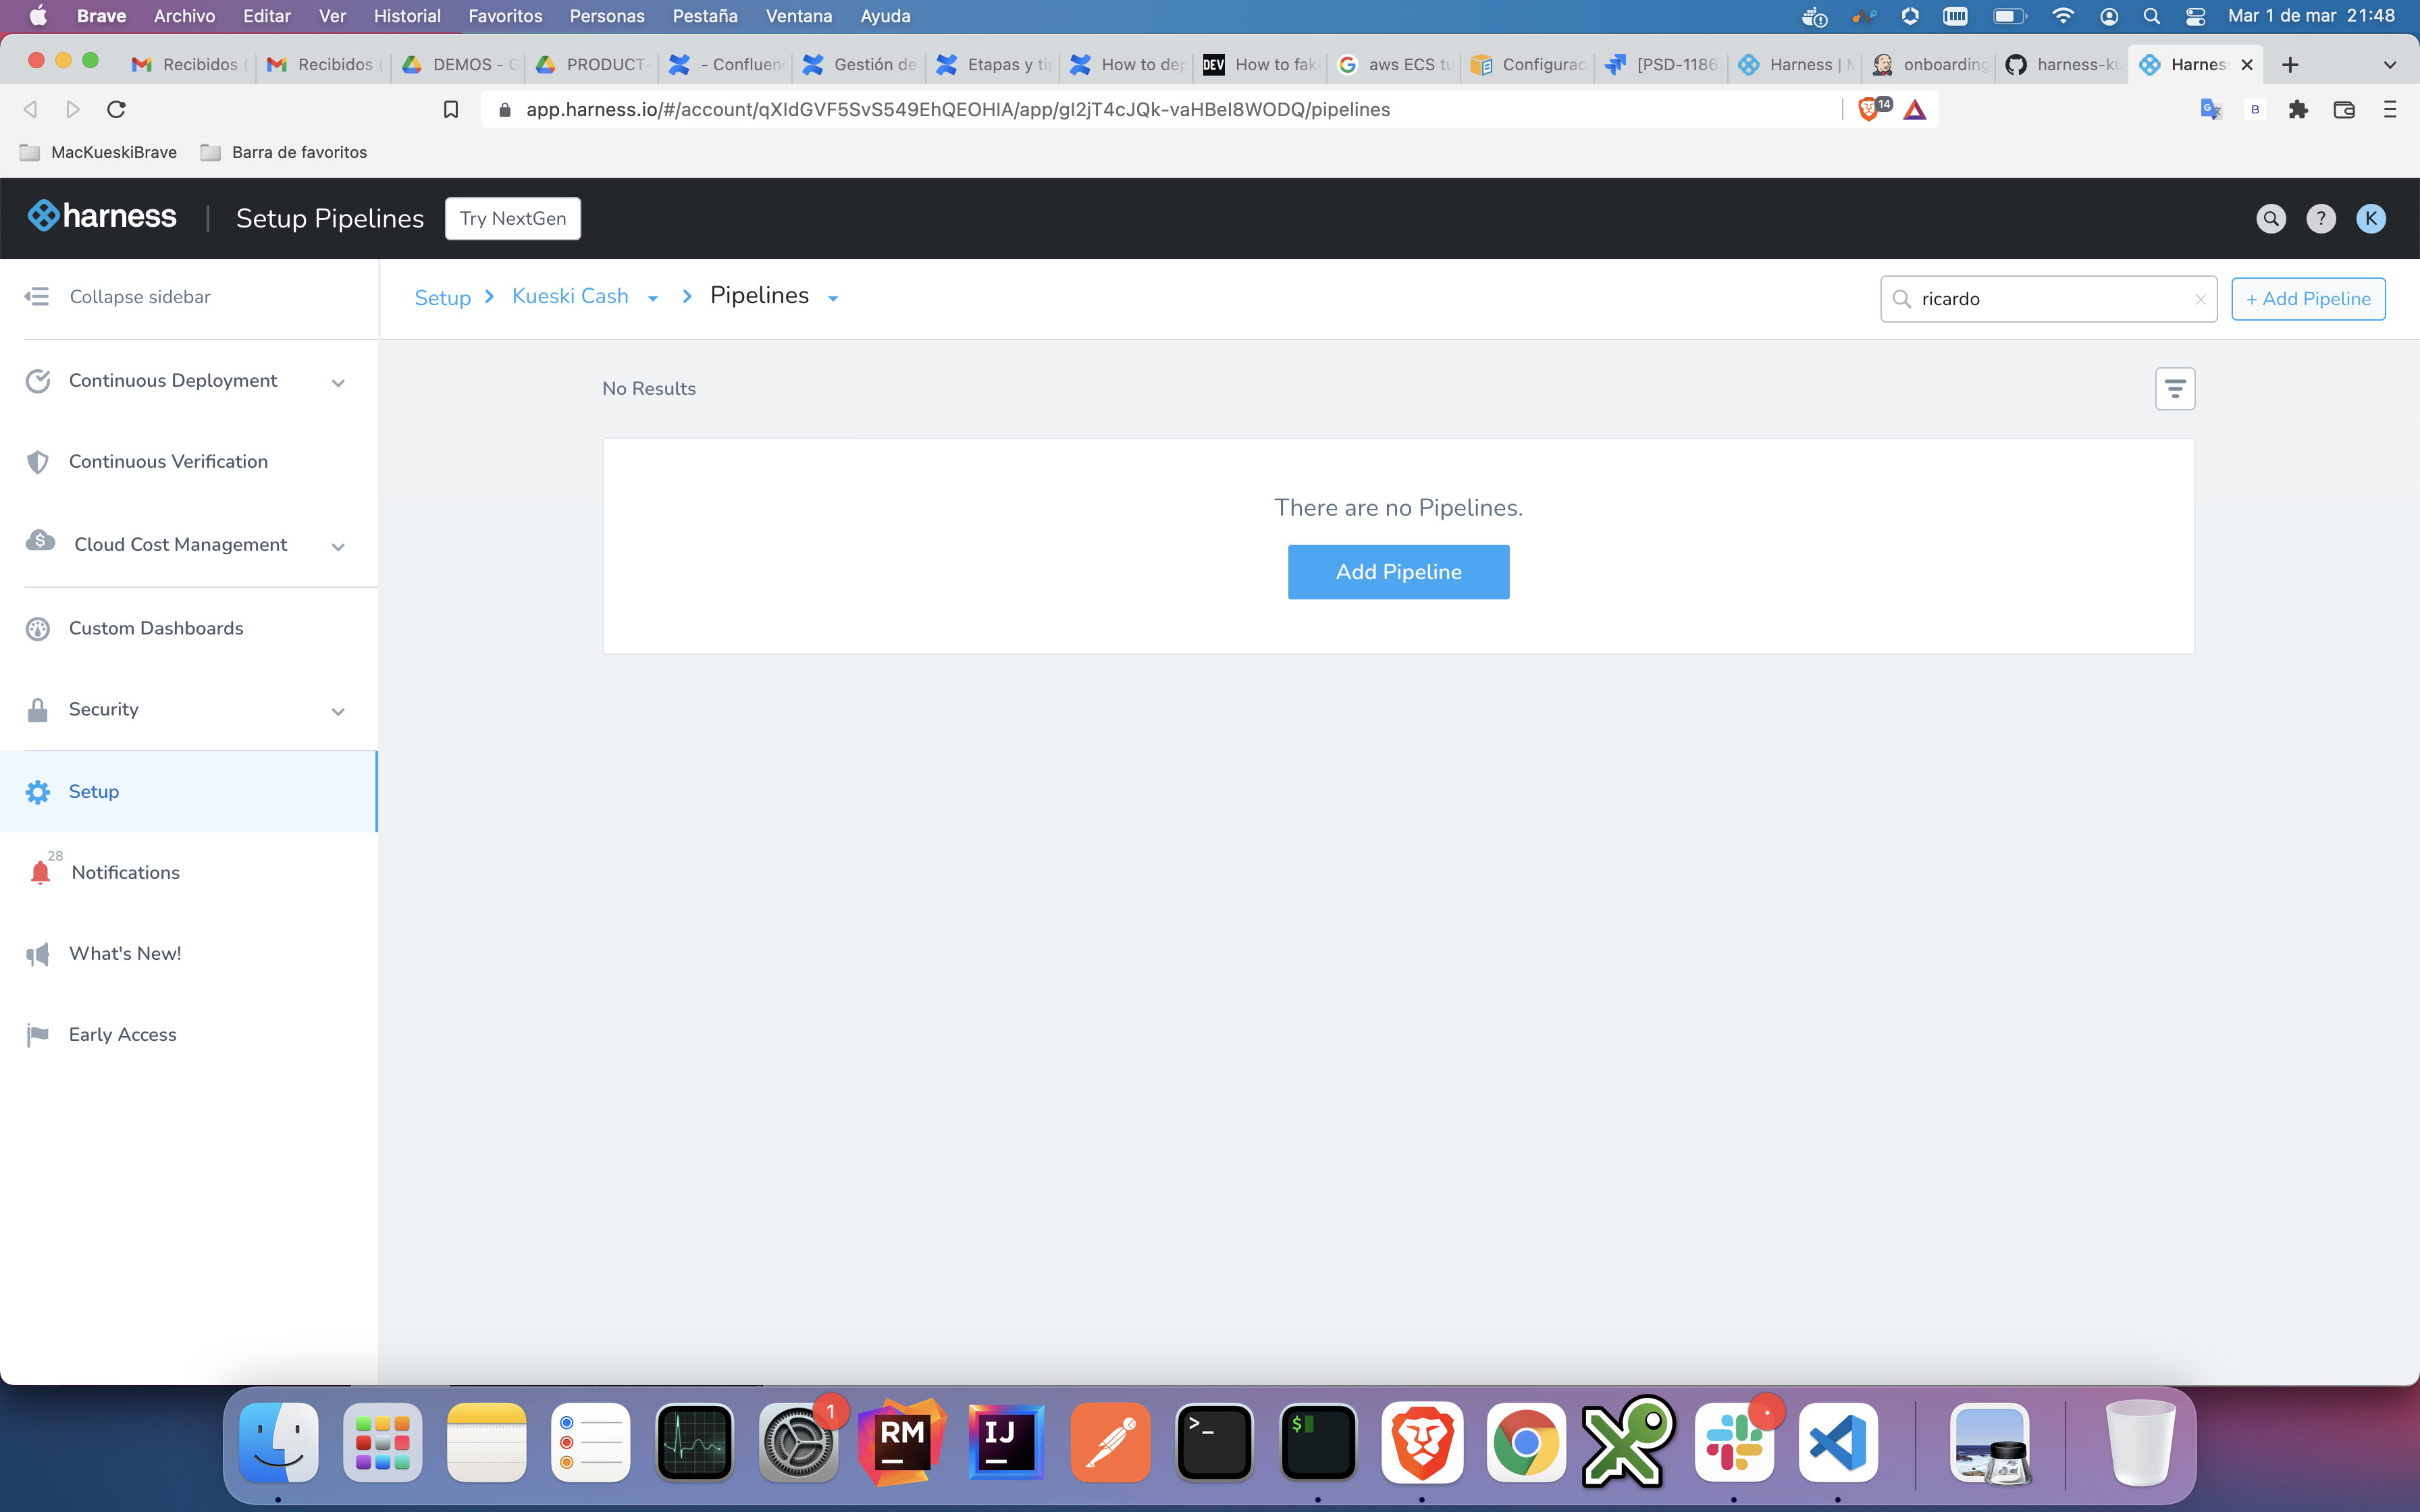 Brave Archivo Editar Ver Historial Favoritos Personas Pestaña Ventana Ayuda Mar 1 de mar 21:48
Recibidos ( Recibidos ( DEMOS - G PRODUCT- - Confluen Gestión de Etapas y tip How to dep DEV How to fak aws ECS tu Configurac [PSD-1186 Harness | M onboarding harness-ku Harnes
app.harness.io/#/account/qXIdGVF5SvS549EhQEOHIA/app/gI2jT4cJQk-vaHBeI8WODQ/pipelines 14 B
MacKueskiBrave Barra de favoritos
harness | Setup Pipelines Try NextGen ? K
Collapse sidebar
Setup > Kueski Cash > Pipelines ricardo + Add Pipeline
Continuous Deployment
No Results
Continuous Verification
There are no Pipelines.
Cloud Cost Management
Add Pipeline
Custom Dashboards
Security
Setup
28
Notifications
What's New!
Early Access
1
RM IJ >_ $